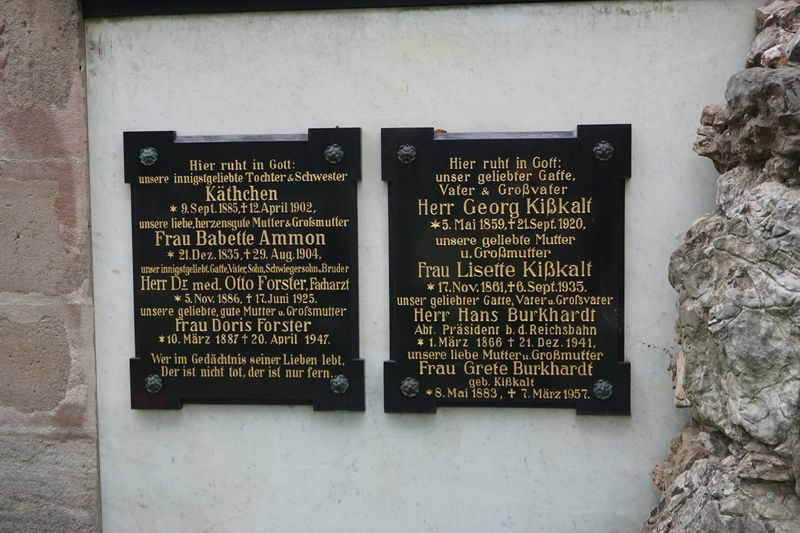 Hier ruht in Gott:
unsere innigstgeliebte Tochter & Schwester
Käthchen
* 9. Sept. 1885, † 12. April 1902,
unsere liebe, herzensgute Mutter & Großmutter
Frau Babette Ammon
* 21. Dez. 1835, † 29. Aug. 1904,
unser innigstgeliebt. Gatte, Vater, Sohn, Schwiegersohn u. Bruder
Herr Dr. med. Otto Forster, Facharzt
* 5. Nov. 1886, † 17. Juni 1925.
unsere geliebte, gute Mutter u. Großmutter
Frau Doris Forster
* 10. März 1887 † 20. April 1947.
Wer im Gedächtnis seiner Lieben lebt,
Der ist nicht tot, der ist nur fern.
Hier ruht in Gott:
unser geliebter Gatte,
Vater & Großvater
Herr Georg Kißkalt
* 5. Mai 1859, † 21. Sept. 1920,
unsere geliebte Mutter
u. Großmutter
Frau Lisette Kißkalt
* 17. Nov. 1861, † 6. Sept. 1935.
unser geliebter Gatte, Vater u. Großvater
Herr Hans Burkhardt
Abt. Präsident b. d. Reichsbahn
* 1. März 1866 † 21. Dez. 1941,
unsere liebe Mutter u. Großmutter
Frau Grete Burkhardt
geb. Kißkalt
* 8. Mai 1883, † 7. März 1957.